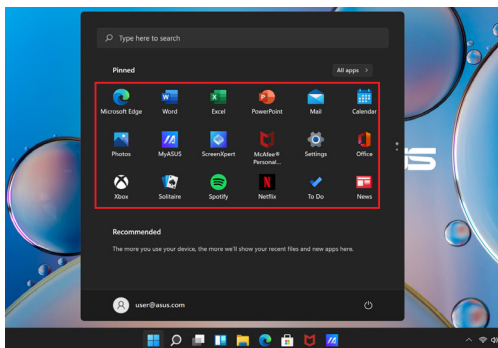 Type here to search
Pinned
All apps >
Microsoft Edge
Word
Excel
PowerPoint
Mail
Calendar
Photos
MyASUS
ScreenXpert
McAfee®
Personal...
Settings
Office
Xbox
Solitaire
Spotify
Netflix
To Do
News
Recommended
The more you use your device, the more we'll show your recent files and new apps here.
user@asus.com